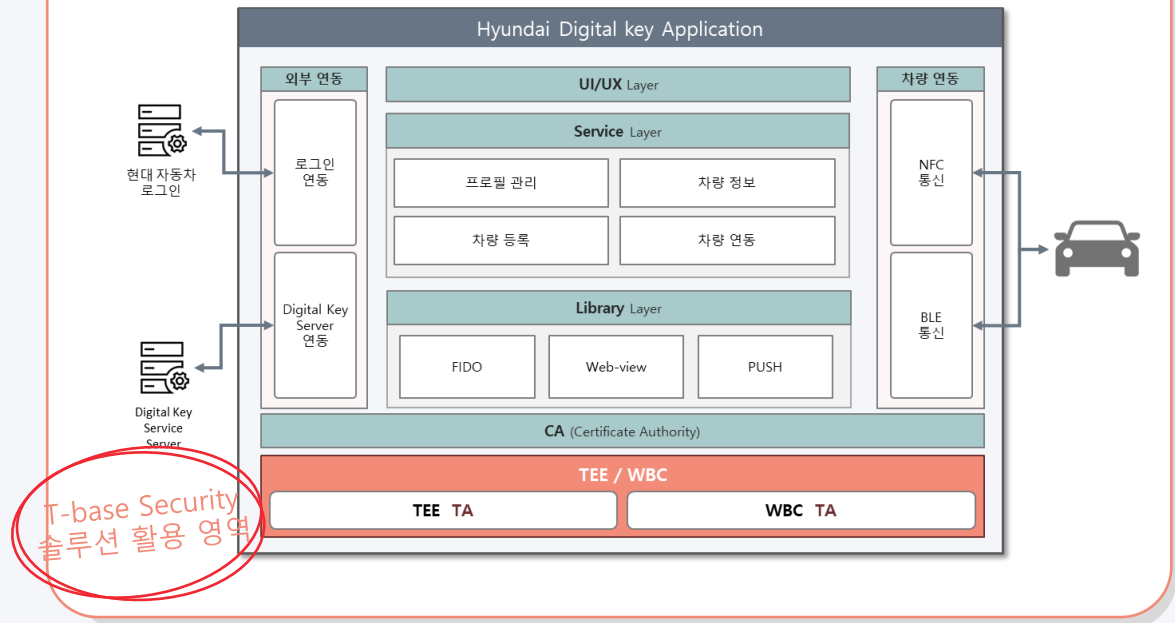 Hyundai Digital key Application
외부 연동
로그인
연동
Digital Key
Server
연동
현대 자동차
로그인
Digital Key
Service
Server
UI/UX Layer
Service Layer
프로필 관리
차량 정보
차량 등록
차량 연동
Library Layer
FIDO
Web-view
PUSH
차량 연동
NFC
통신
BLE
통신
CA (Certificate Authority)
TEE / WBC
TEE TA
WBC TA
T-base Security
솔루션 활용 영역